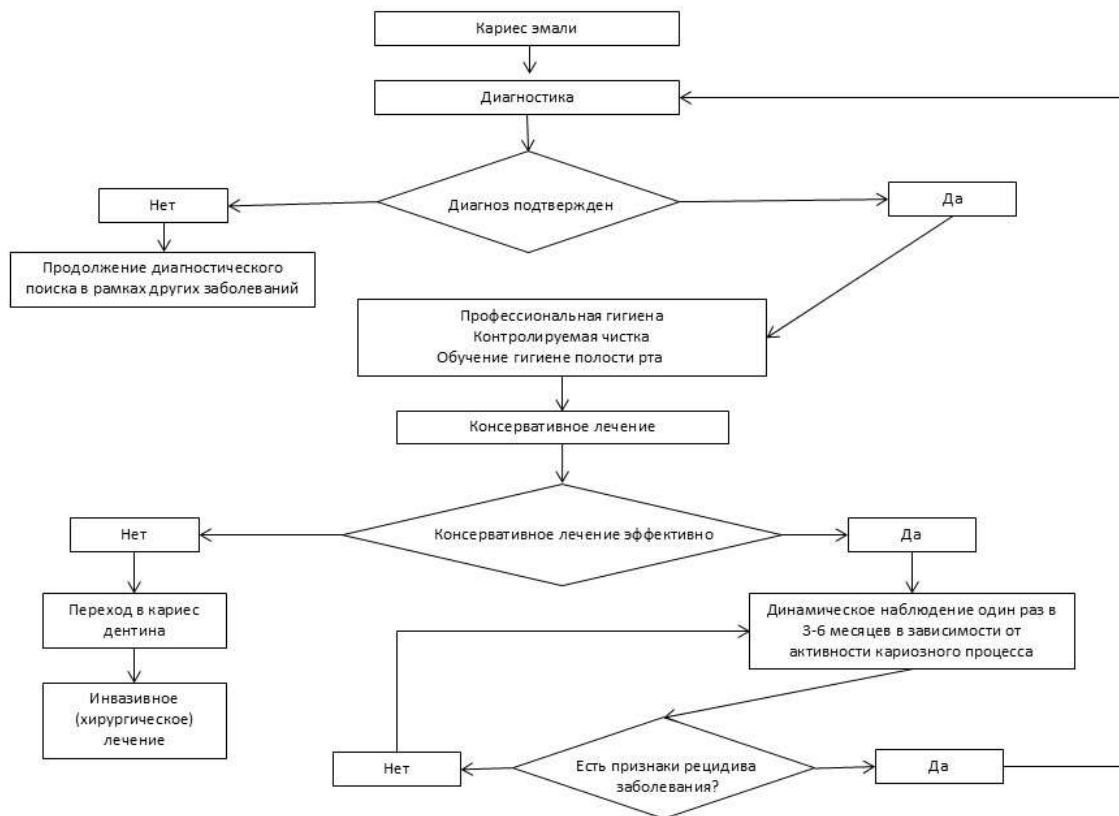 Кариес эмали
Диагностика
Диагноз подтвержден
Нет
Да
Продолжение диагностического
поиска в рамках других заболеваний
Профессиональная гигиена
Контролируемая чистка
Обучение гигиене полости рта
Консервативное лечение
Консервативное лечение эффективно
Нет
Да
Переход в кариес
дентина
Динамическое наблюдение один раз в
3-6 месяцев в зависимости от
активности кариозного процесса
Инвазивное
(хирургическое)
лечение
Есть признаки рецидива
заболевания?
Нет
Да